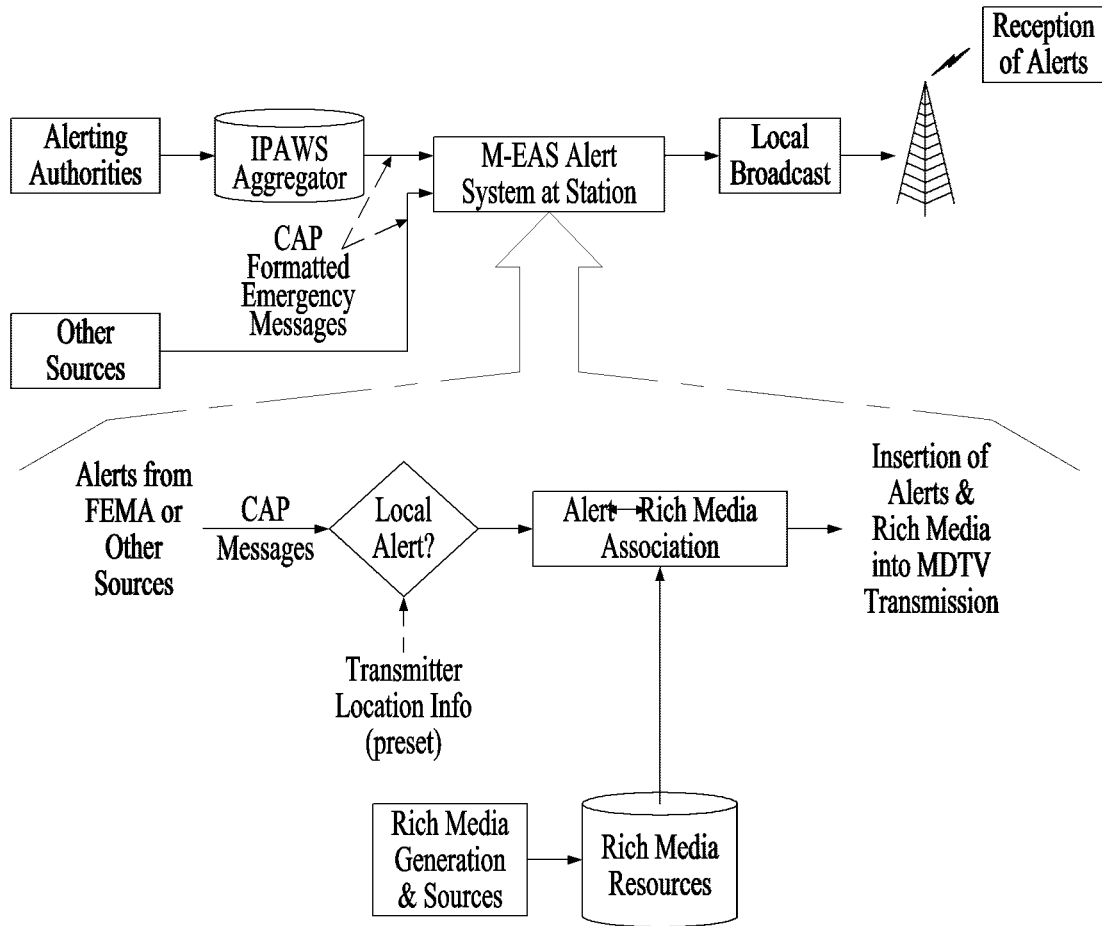 Reception
of Alerts
Alerting
Authorities
IPAWS
Aggregator
M-EAS Alert
System at Station
Local
Broadcast
CAP
Formatted
Emergency
Messages
Other
Sources
Alerts from
FEMA or
Other
Sources
CAP
Messages
Local
Alert?
Alert Rich Media
Association
Insertion of
Alerts &
Rich Media
into MDTV
Transmission
Transmitter
Location Info
(preset)
Rich Media
Generation
& Sources
Rich Media
Resources